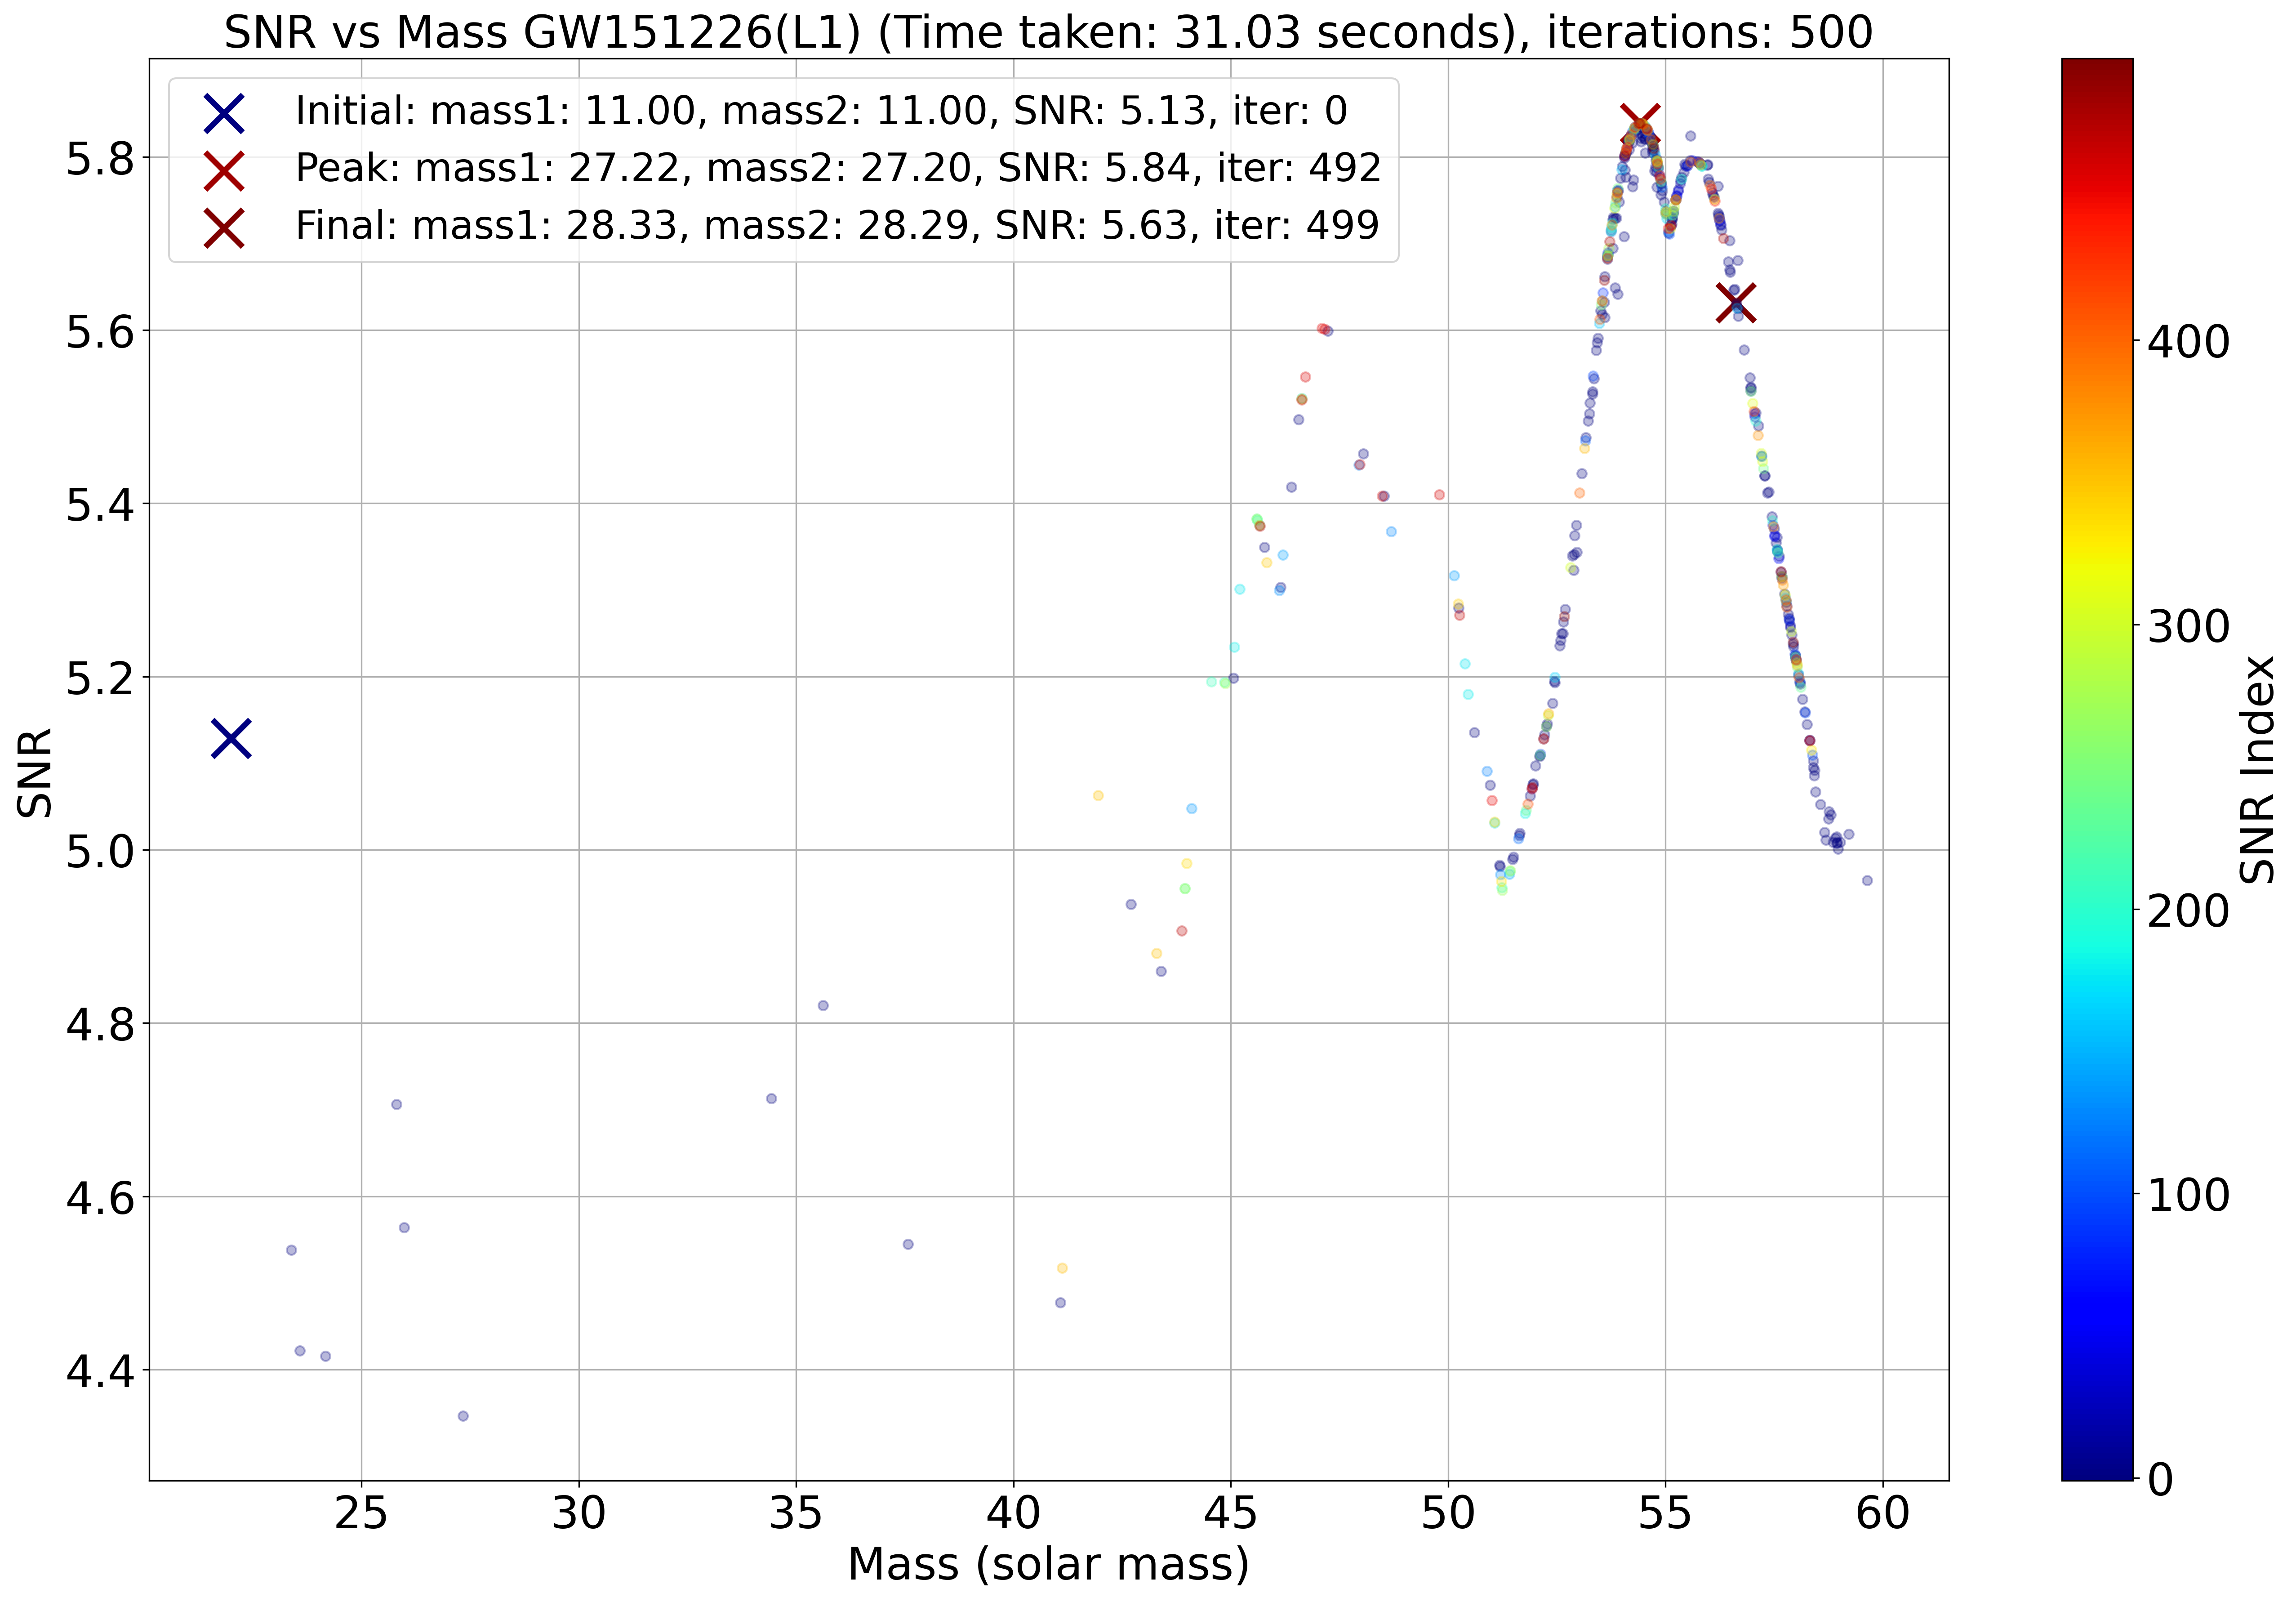 SNR vs Mass GW151226(L1) (Time taken: 31.03 seconds), iterations: 500
Initial: mass1: 11.00, mass2: 11.00, SNR: 5.13, iter: 0
Peak: mass1: 27.22, mass2: 27.20, SNR: 5.84, iter: 492
Final: mass1: 28.33, mass2: 28.29, SNR: 5.63, iter: 499
SNR
5.8
5.6
5.4
5.2
5.0
4.8
4.6
4.4
25 30 35 40 45 50 55 60
Mass (solar mass)
400
300
200
100
0
SNR Index